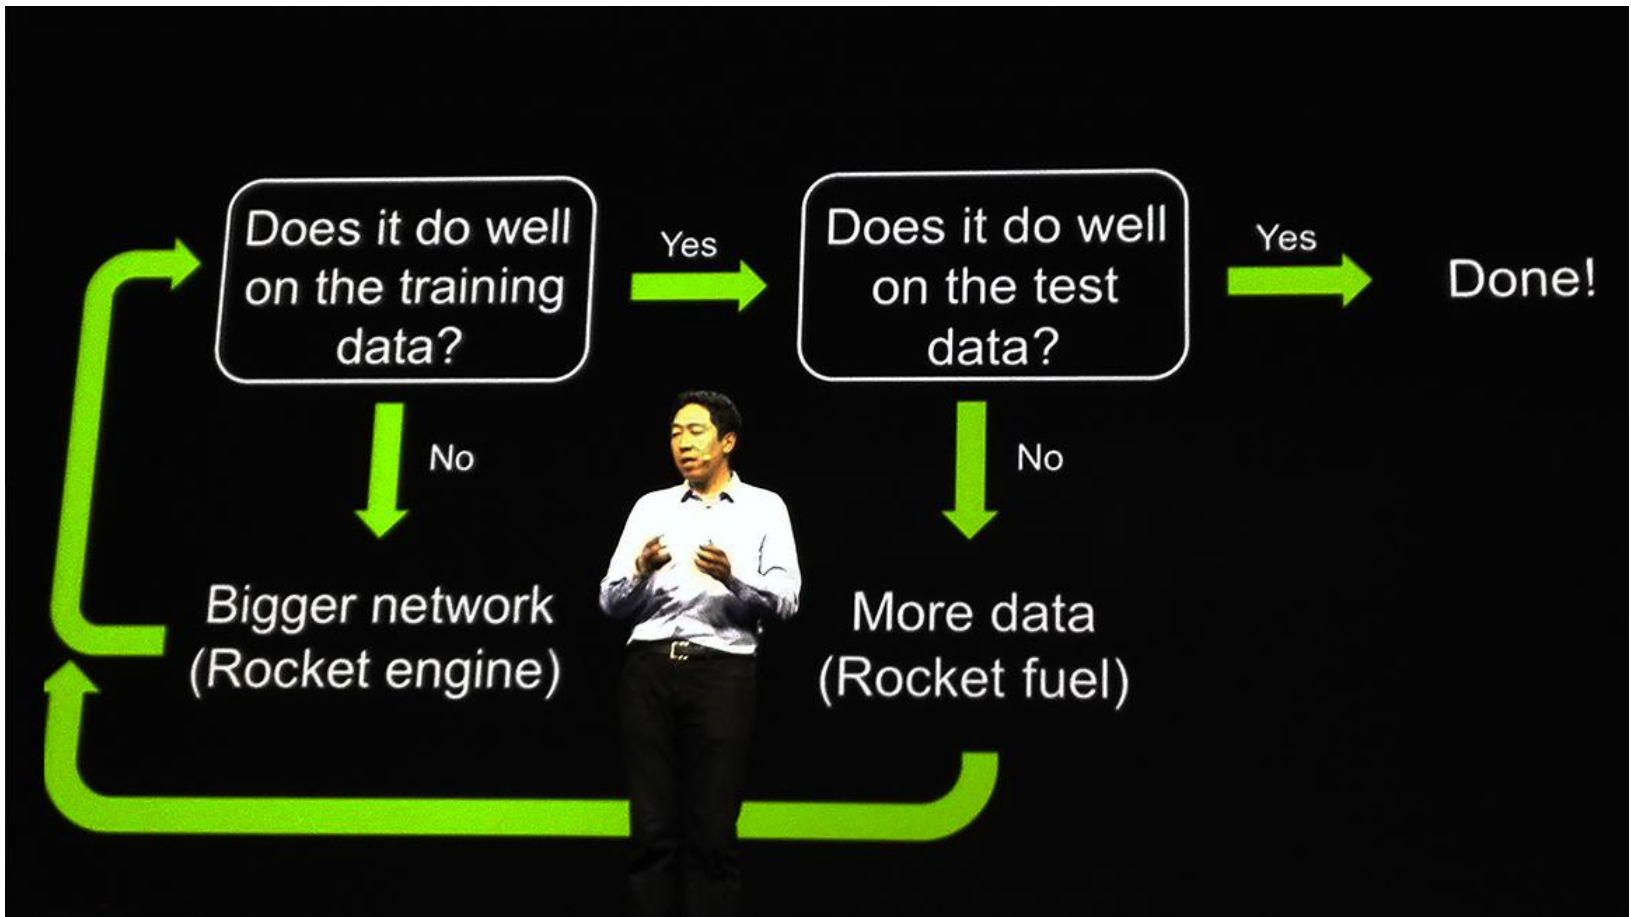 Does it do well
on the training
data?
Yes
Does it do well
on the test
data?
Yes
Done!
No
No
Bigger network
(Rocket engine)
More data
(Rocket fuel)